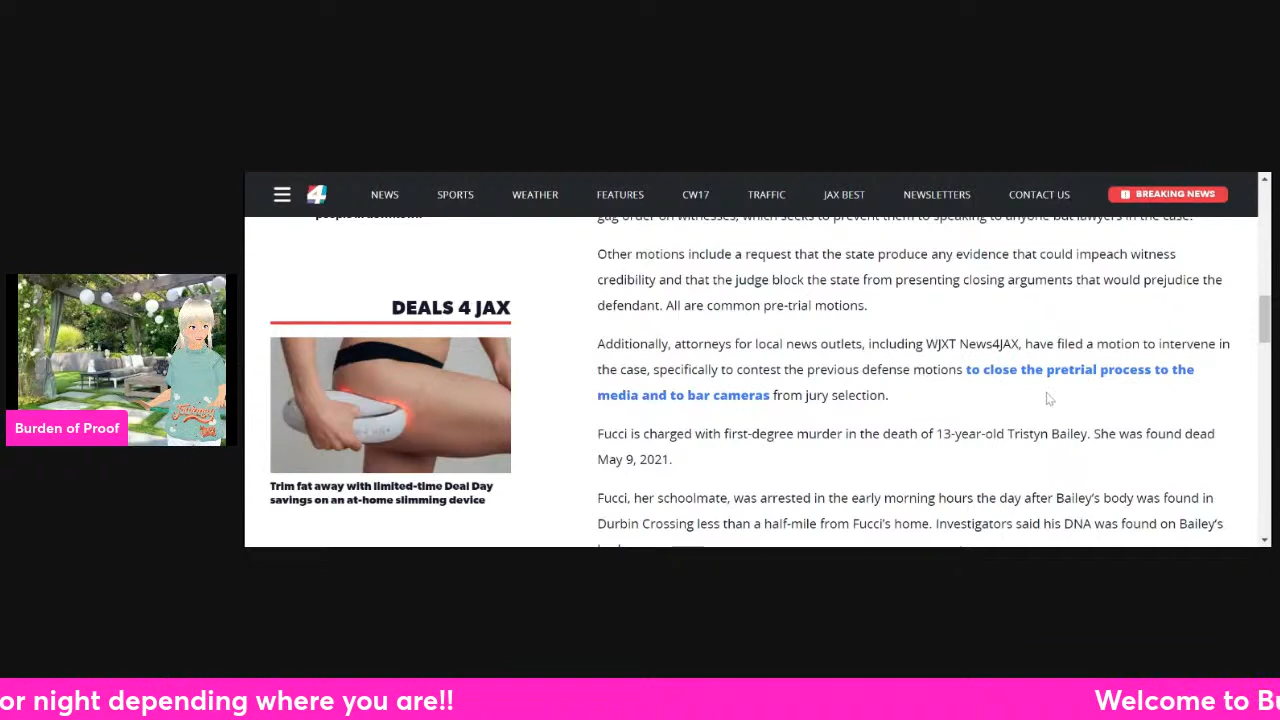 4
NEWS
SPORTS
WEATHER
FEATURES
CW17
TRAFFIC
JAX BEST
NEWSLETTERS
CONTACT US
BREAKING NEWS
gag order on witnesses, which seeks to prevent them to speaking to anyone but lawyers in the case.
Other motions include a request that the state produce any evidence that could impeach witness
credibility and that the judge block the state from presenting closing arguments that would prejudice the
defendant. All are common pre-trial motions.
Additionally, attorneys for local news outlets, including WJXT News4JAX, have filed a motion to intervene in
the case, specifically to contest the previous defense motions to close the pretrial process to the
media and to bar cameras from jury selection.
Fucci is charged with first-degree murder in the death of 13-year-old Tristyn Bailey. She was found dead
May 9, 2021.
Fucci, her schoolmate, was arrested in the early morning hours the day after Bailey's body was found in
Durbin Crossing less than a half-mile from Fucci's home. Investigators said his DNA was found on Bailey's
DEALS 4 JAX
Trim fat away with limited-time Deal Day
savings on an at-home slimming device
Burden of Proof
or night depending where you are!!
Welcome to Bu